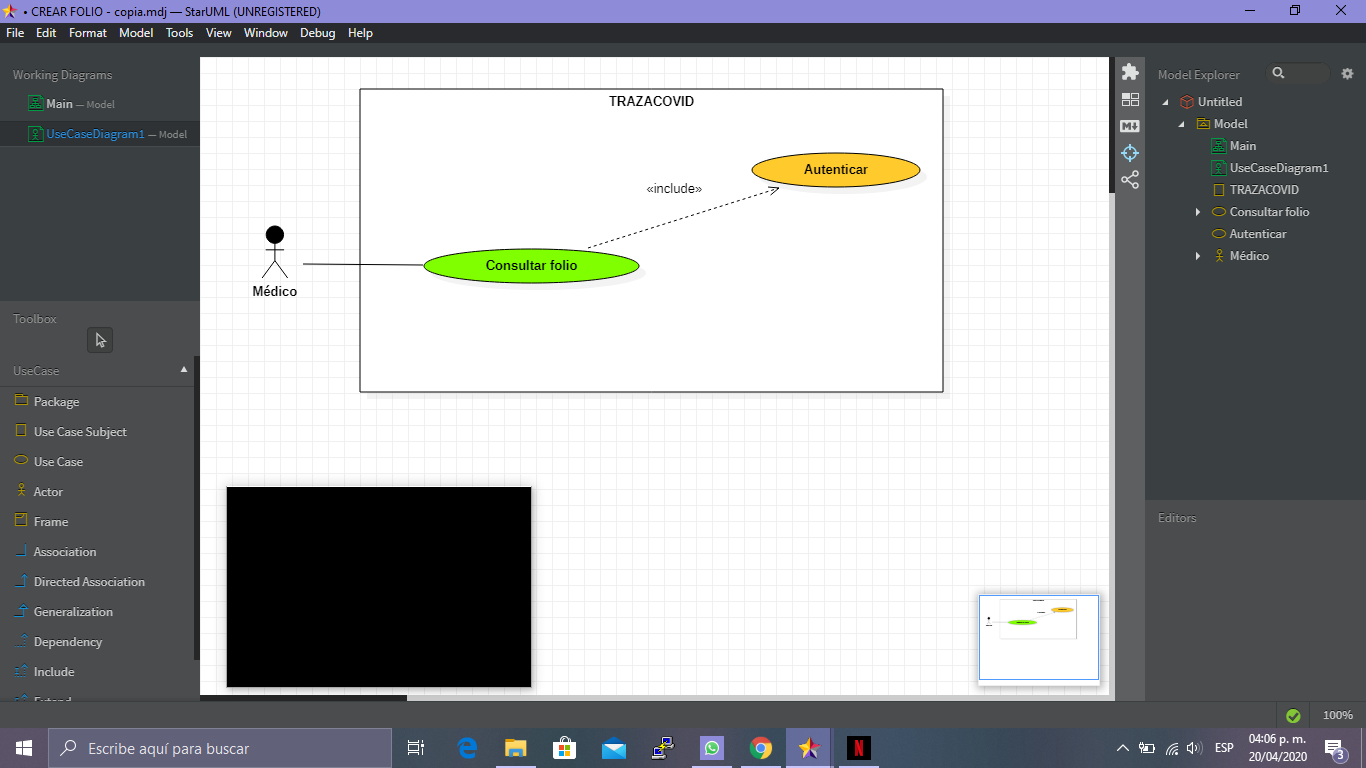 • CREAR FOLIO - copia.mdj — StarUML (UNREGISTERED)
File Edit Format Model Tools View Window Debug Help
Working Diagrams
Main — Model
UseCaseDiagram1 — Model
Toolbox
UseCase
Package
Use Case Subject
Use Case
Actor
Frame
Association
Directed Association
Generalization
Dependency
Include
Extend
TRAZACOVID
Autenticar
«include»
Consultar folio
Médico
Model Explorer
Untitled
Model
Main
UseCaseDiagram1
TRAZACOVID
Consultar folio
Autenticar
Médico
Editors
100%
Escribe aquí para buscar
N
ESP
04:06 p. m.
20/04/2020
3